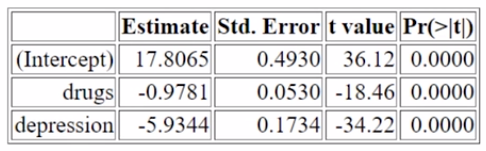 Estimate Std. Error t value Pr(>|t|)
(Intercept) 17.8065 0.4930 36.12 0.0000
drugs -0.9781 0.0530 -18.46 0.0000
depression -5.9344 0.1734 -34.22 0.0000